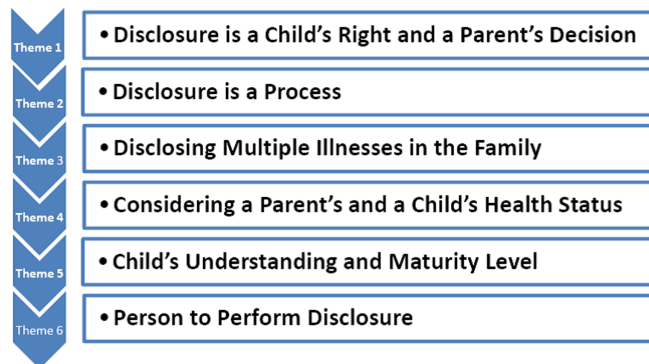 Theme 1
• Disclosure is a Child's Right and a Parent's Decision
Theme 2
• Disclosure is a Process
Theme 3
• Disclosing Multiple Illnesses in the Family
Theme 4
• Considering a Parent's and a Child's Health Status
Theme 5
• Child's Understanding and Maturity Level
Theme 6
• Person to Perform Disclosure